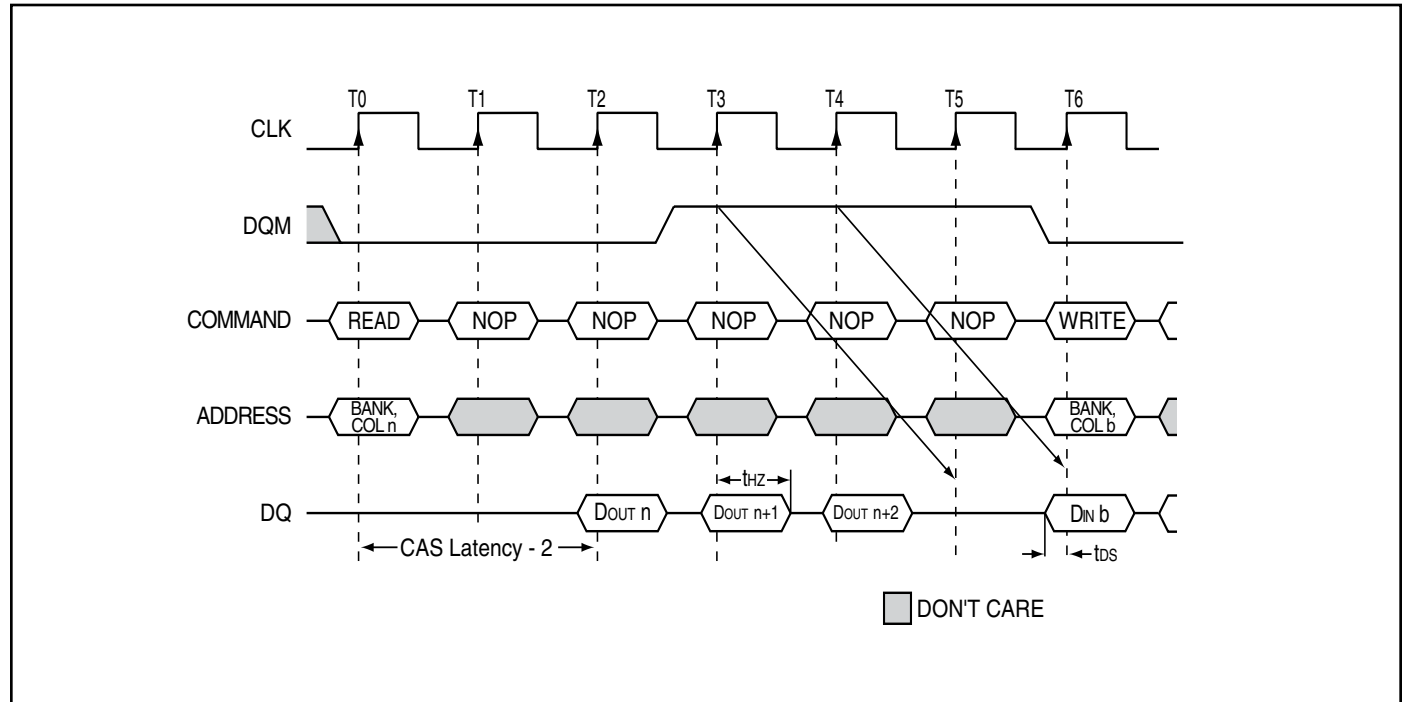 T0 T1 T2 T3 T4 T5 T6
CLK
DQM
COMMAND READ NOP NOP NOP NOP NOP WRITE
ADDRESS BANK, COL n BANK, COL b
tHZ
DQ DOUT n DOUT n+1 DOUT n+2 DIN b
CAS Latency - 2 tDS
DON'T CARE